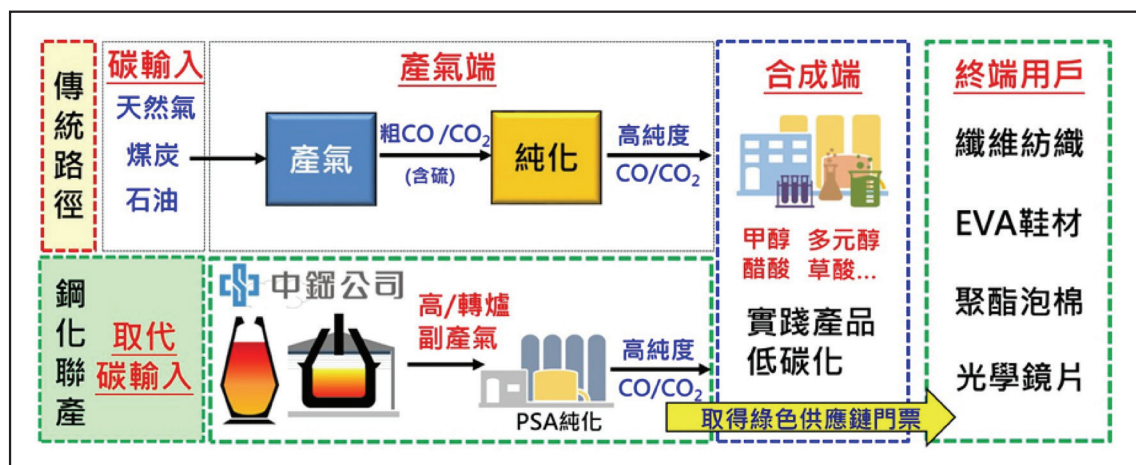 傳統路徑
碳輸入
天然氣
煤炭
石油
產氣端
產氣
粗CO/CO2
(含硫)
純化
高純度
CO/CO2
合成端
甲醇 多元醇
醋酸 草酸...
實踐產品
低碳化
終端用戶
纖維紡織
EVA鞋材
聚酯泡棉
光學鏡片
鋼化聯產
取代
碳輸入
中鋼公司
高/轉爐
副產氣
PSA純化
高純度
CO/CO2
取得綠色供應鏈門票